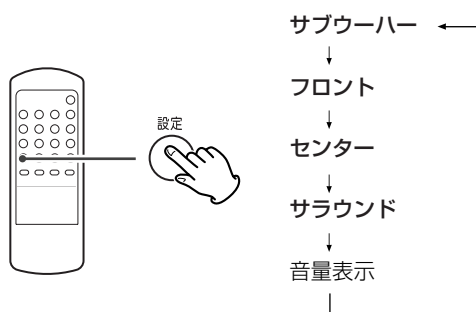 設定
サブウーハー
フロント
センター
サラウンド
音量表示